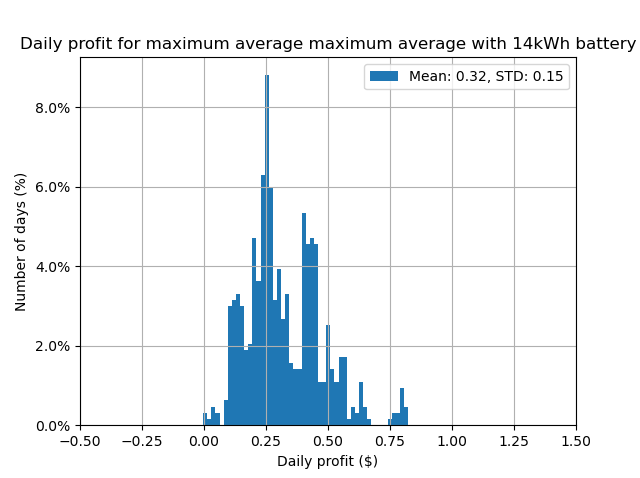 Daily profit for maximum average maximum average with 14kWh battery
Mean: 0.32, STD: 0.15
Number of days (%)
8.0%
6.0%
4.0%
2.0%
0.0%
−0.50 −0.25 0.00 0.25 0.50 0.75 1.00 1.25 1.50
Daily profit ($)